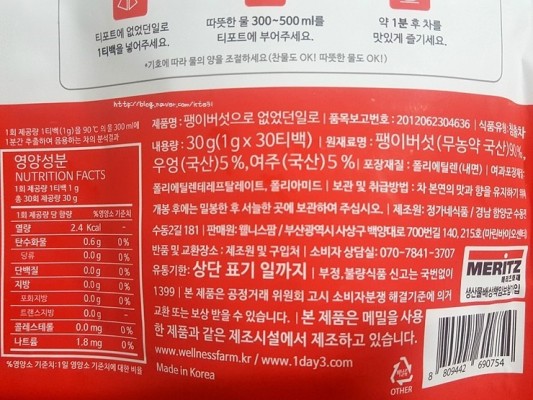 티포트에 없었던일로
1티백을 넣어주세요.
따뜻한 물 300~500 ml를
티포트에 부어주세요.
약 1분 후 차를
맛있게 즐기세요.
*기호에 따라 물의 양을 조절하세요(찬물도 OK! 따뜻한 물도 OK!)
1회 제공량 1티백(1g)을 90℃의 물 300ml에
1분간 추출하여 음용하는 차의 분석결과
영양성분
NUTRITION FACTS
1회 제공량 1티백 1g
총 30회 제공량 30g
1회 제공량 당 함량 %영양소 기준치
열량 2.4 Kcal -
탄수화물 0.6g 0%
당류 0.0g
단백질 0.0g 0%
지방 0.0g 0%
포화지방 0.0g 0%
트랜스지방 0.0g -
콜레스테롤 0.0 mg 0%
나트륨 1.8 mg 0%
%영양소 기준치:1일 영양소 기준치에 대한 비율
제품명 : 팽이버섯으로 없었던일로 | 품목보고번호 : 2012062304636 | 식품유형: 침출차
내용량 : 30g(1g x 30티백) | 원재료명 : 팽이버섯(무농약 국산)90%,
우엉(국산)5%, 여주(국산)5% | 포장재질 : 폴리에틸렌(내면) | 여과포장재질:
폴리에틸렌테레프탈레이트, 폴리아미드 | 보관 및 취급방법 : 차 본연의 맛과 향을 유지하기 위해
개봉 후에는 밀봉한 후 서늘한 곳에 보관하여 주십시오. | 제조원: 정가네식품 / 경남 함양군 수동면
수동2길 181 | 판매원: 웰니스팜 / 부산광역시 사상구 백양대로 700번길 140, 215호(마린바이오센터)
반품 및 교환장소 : 제조원 및 구입처 | 소비자 상담실: 070-7841-3707
유통기한: 상단 표기 일까지 | 부정,불량식품 신고는 국번없이
1399 | 본 제품은 공정거래 위원회 고시 소비자분쟁 해결기준에 의거
교환 또는 보상 받을 수 있습니다. | 본 제품은 메밀을 사용
한 제품과 같은 제조시설에서 제조하고 있습니다.
www.wellnessfarm.kr / www.1day3.com
Made in Korea
MERITZ
메리츠화재
생산물배상책임보험가입
OTHER
8 809442 690754